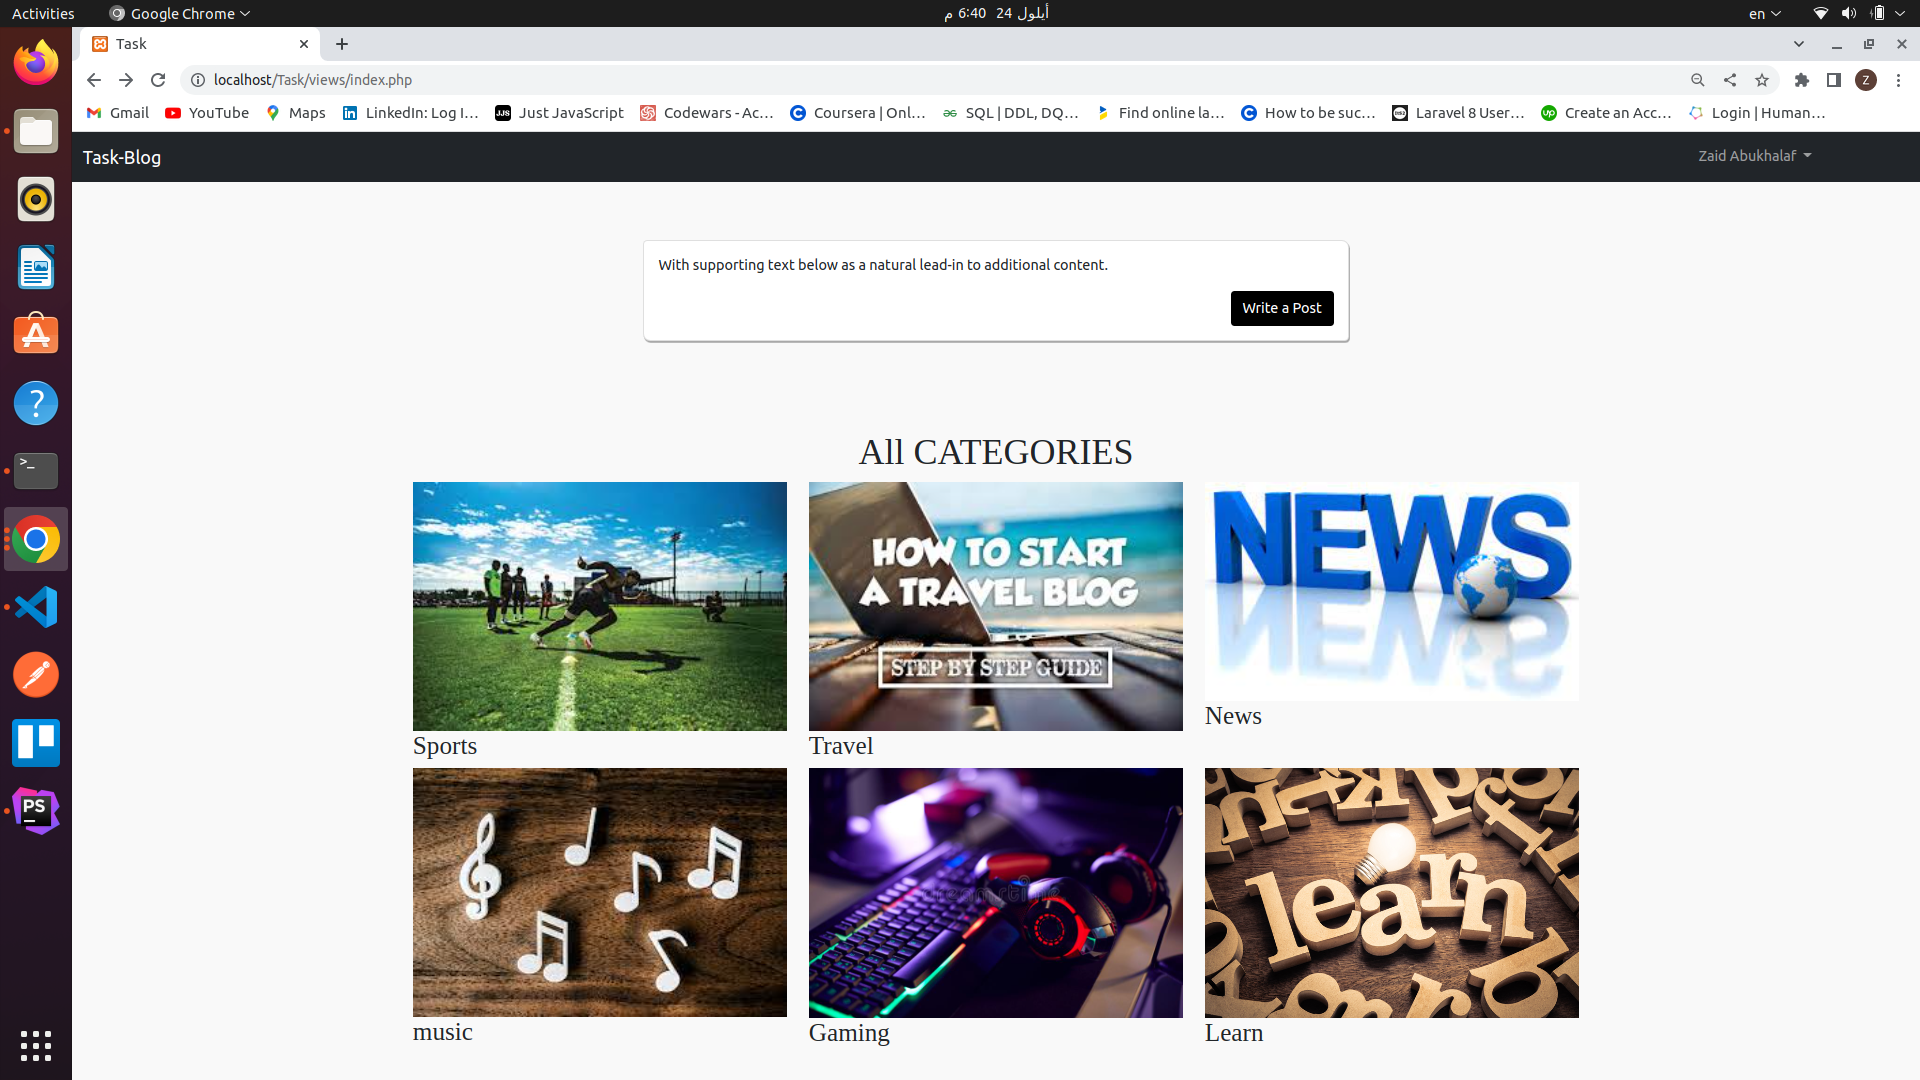 Activities
Google Chrome
أيلول 24 6:40 م
en
Task
localhost/Task/views/index.php
Z
Gmail
YouTube
Maps
LinkedIn: Log I...
Just JavaScript
Codewars - Ac...
Coursera | Onl...
SQL | DDL, DQ...
Find online la...
How to be suc...
Laravel 8 User...
Create an Acc...
Login | Human...
Task-Blog
Zaid Abukhalaf
With supporting text below as a natural lead-in to additional content.
Write a Post
All CATEGORIES
HOW TO START
A TRAVEL BLOG
STEP BY STEP GUIDE
NEWS
Sports
Travel
News
dreamstime
learn
music
Gaming
Learn
JJS
up
PS